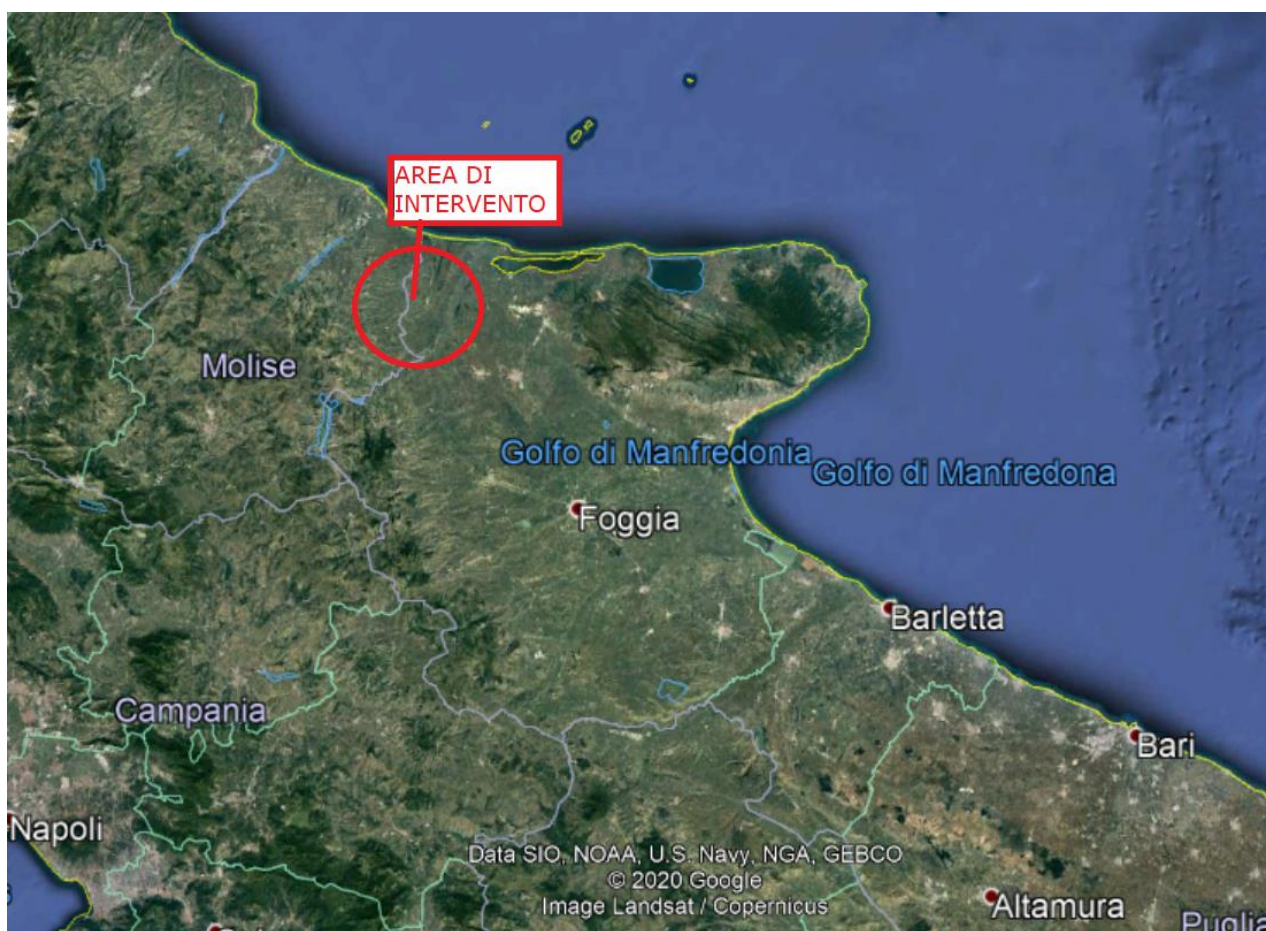 AREA DI
INTERVENTO
Molise
Golfo di Manfredonia
Golfo di Manfredona
Foggia
Barletta
Campania
Bari
Napoli
Data SIO, NOAA, U.S. Navy, NGA, GEBCO
© 2020 Google
Image Landsat / Copernicus
Altamura
Puglia